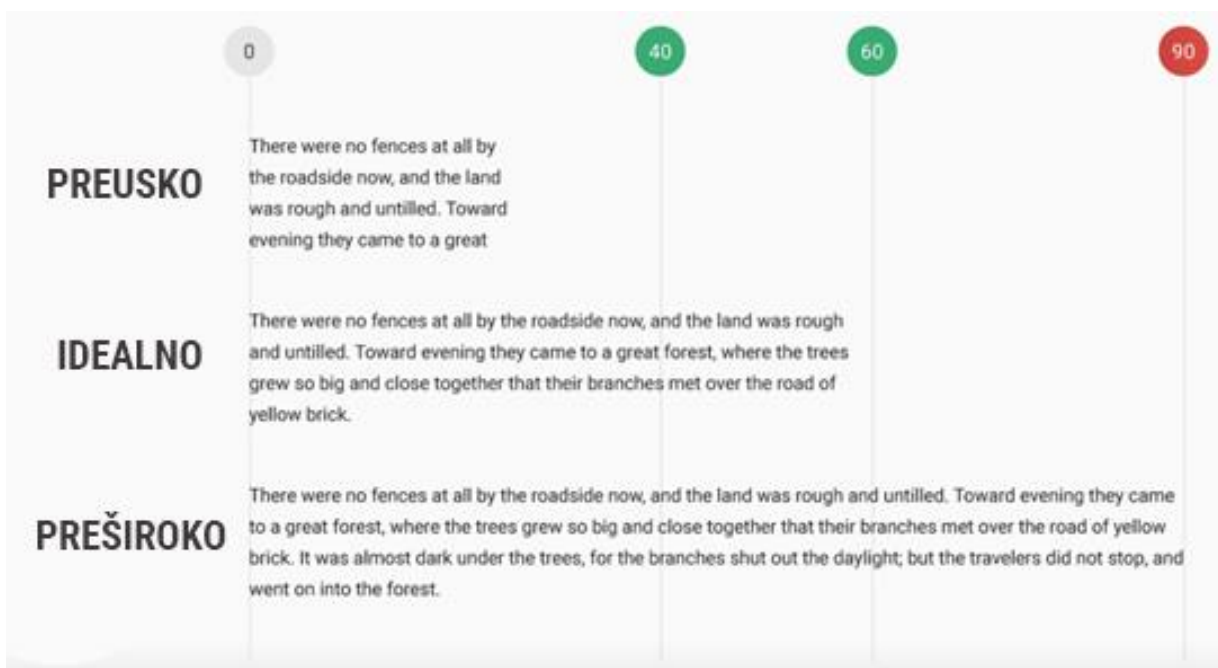 0 40 60 90
PREUSKO
There were no fences at all by
the roadside now, and the land
was rough and untilled. Toward
evening they came to a great
IDEALNO
There were no fences at all by the roadside now, and the land was rough
and untilled. Toward evening they came to a great forest, where the trees
grew so big and close together that their branches met over the road of
yellow brick.
PREŠIROKO
There were no fences at all by the roadside now, and the land was rough and untilled. Toward evening they came
to a great forest, where the trees grew so big and close together that their branches met over the road of yellow
brick. It was almost dark under the trees, for the branches shut out the daylight; but the travelers did not stop, and
went on into the forest.